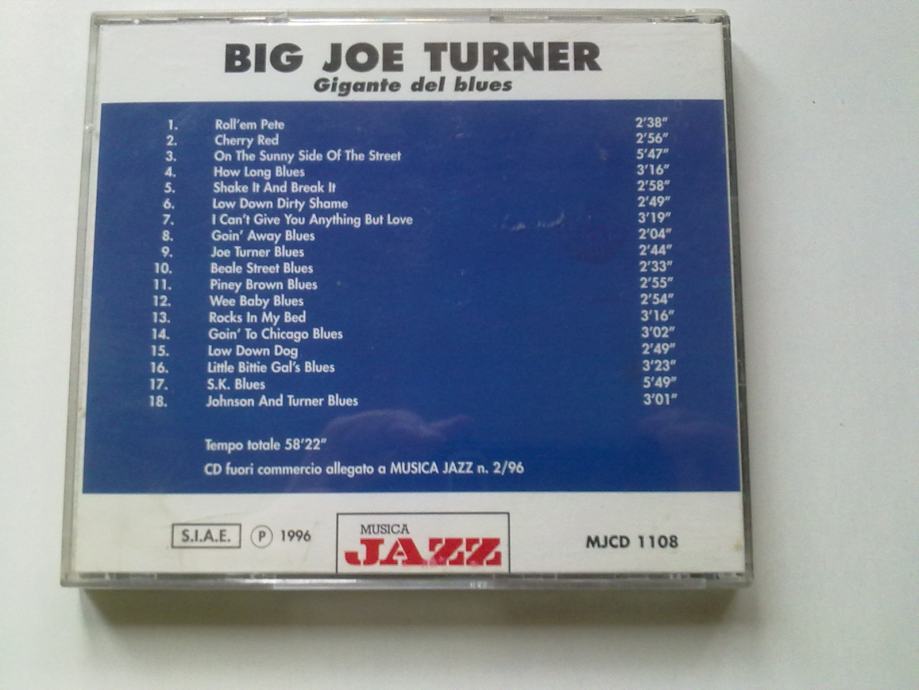 BIG JOE TURNER
Gigante del blues
1. Roll'em Pete 2'38"
2. Cherry Red 2'56"
3. On The Sunny Side Of The Street 5'47"
4. How Long Blues 3'16"
5. Shake It And Break It 2'58"
6. Low Down Dirty Shame 2'49"
7. I Can't Give You Anything But Love 3'19"
8. Goin' Away Blues 2'04"
9. Joe Turner Blues 2'44"
10. Beale Street Blues 2'33"
11. Piney Brown Blues 2'55"
12. Wee Baby Blues 2'54"
13. Rocks In My Bed 3'16"
14. Goin' To Chicago Blues 3'02"
15. Low Down Dog 2'49"
16. Little Bittie Gal's Blues 3'23"
17. S.K. Blues 5'49"
18. Johnson And Turner Blues 3'01"
Tempo totale 58'22"
CD fuori commercio allegato a MUSICA JAZZ n. 2/96
S.I.A.E. Ⓟ 1996
MUSICA
JAZZ
MJCD 1108